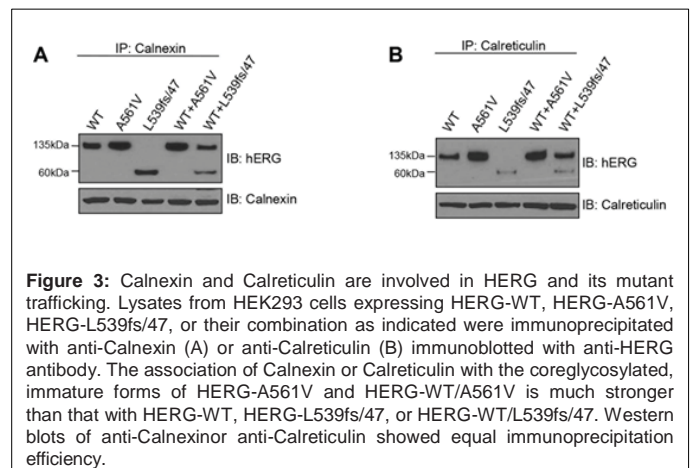 A
IP: Calnexin
WT
A561V
L539fs/47
WT+A561V
WT+L539fs/47
135kDa
IB: hERG
60kDa
IB: Calnexin
B
IP: Calreticulin
WT
A561V
L539fs/47
WT+A561V
WT+L539fs/47
135kDa
IB: hERG
60kDa
IB: Calreticulin
Figure 3: Calnexin and Calreticulin are involved in HERG and its mutant
trafficking. Lysates from HEK293 cells expressing HERG-WT, HERG-A561V,
HERG-L539fs/47, or their combination as indicated were immunoprecipitated
with anti-Calnexin (A) or anti-Calreticulin (B) immunoblotted with anti-HERG
antibody. The association of Calnexin or Calreticulin with the coreglycosylated,
immature forms of HERG-A561V and HERG-WT/A561V is much stronger
than that with HERG-WT, HERG-L539fs/47, or HERG-WT/L539fs/47. Western
blots of anti-Calnexinor anti-Calreticulin showed equal immunoprecipitation
efficiency.